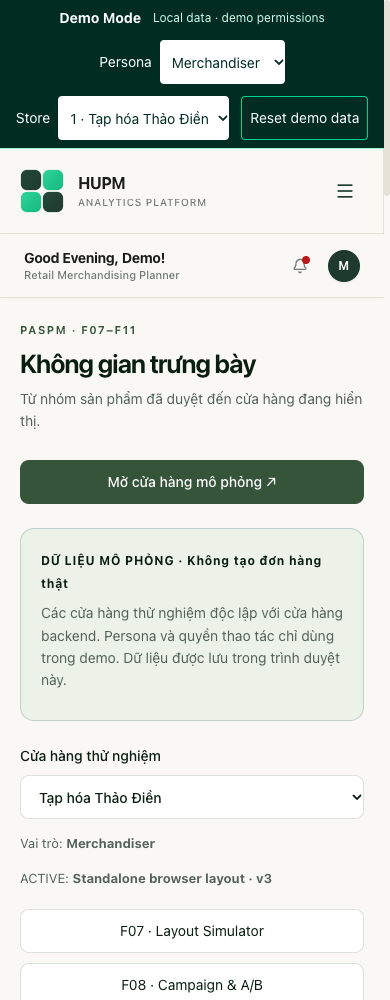 Demo Mode Local data · demo permissions
Persona Merchandiser
Store 1 · Tạp hóa Thảo Điền Reset demo data
HUPM
ANALYTICS PLATFORM
Good Evening, Demo!
Retail Merchandising Planner
M
PASPM · F07–F11
Không gian trưng bày
Từ nhóm sản phẩm đã duyệt đến cửa hàng đang hiển
thị.
Mở cửa hàng mô phỏng ↗
DỮ LIỆU MÔ PHỎNG · Không tạo đơn hàng
thật
Các cửa hàng thử nghiệm độc lập với cửa hàng
backend. Persona và quyền thao tác chỉ dùng
trong demo. Dữ liệu được lưu trong trình duyệt
này.
Cửa hàng thử nghiệm
Tạp hóa Thảo Điền
Vai trò: Merchandiser
ACTIVE: Standalone browser layout · v3
F07 · Layout Simulator
F08 · Campaign & A/B